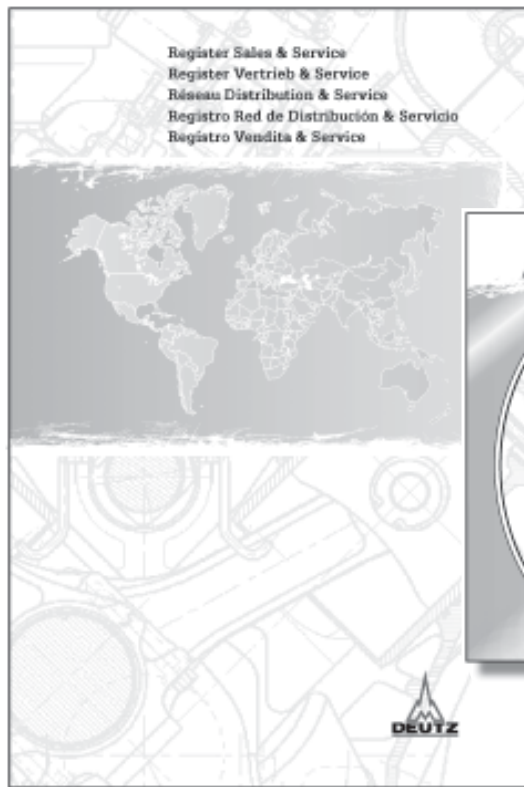 Register Sales & Service
Register Vertrieb & Service
Réseau Distribution & Service
Registro Red de Distribución & Servicio
Registro Vendita & Service
DEUTZ